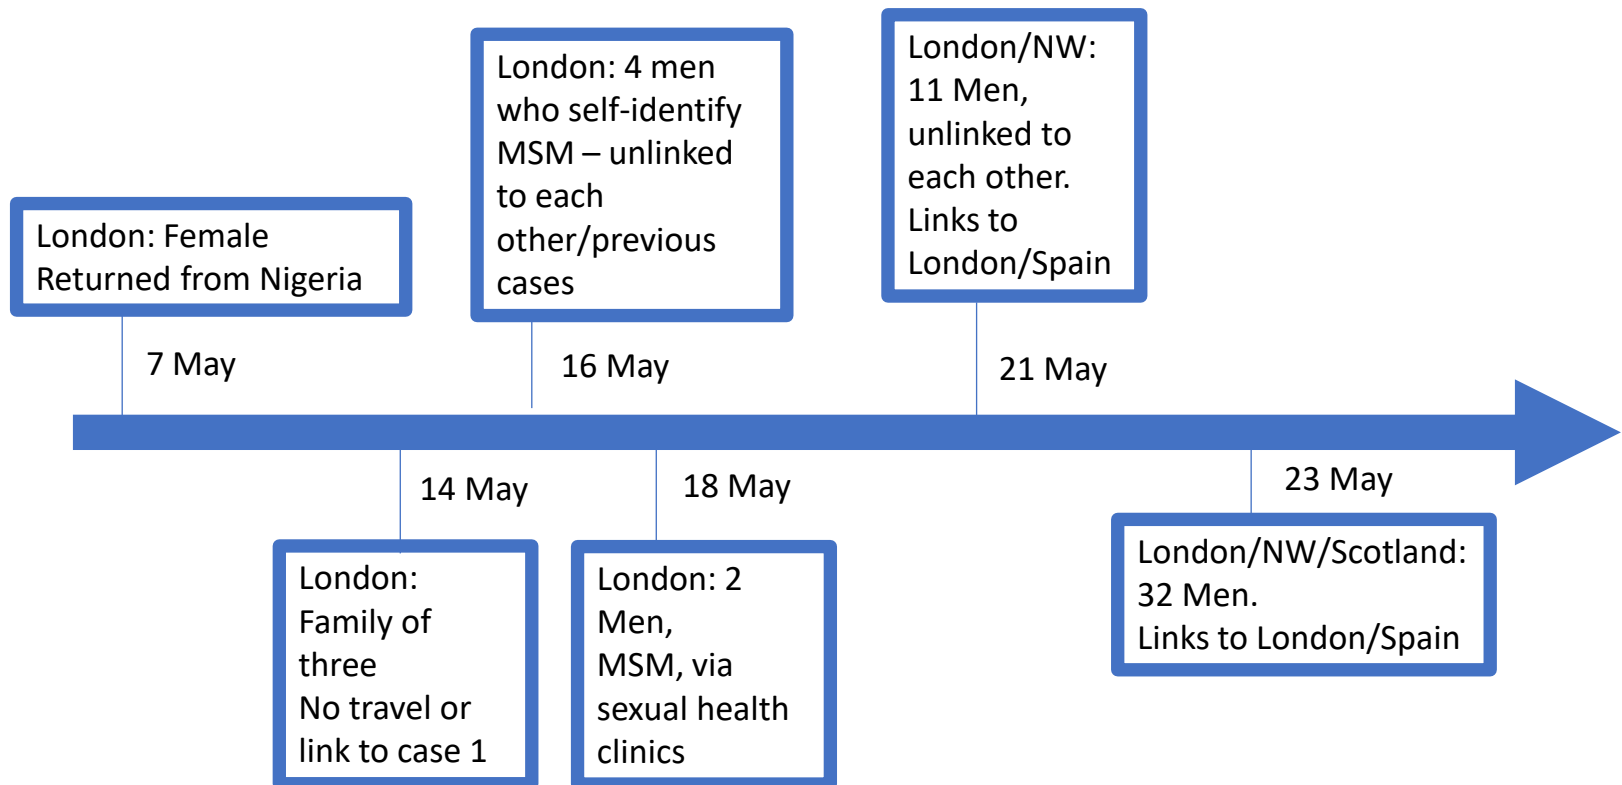 London: Female
Returned from Nigeria
7 May
London:
Family of
three
No travel or
link to case 1
14 May
London: 4 men
who self-identify
MSM – unlinked
to each
other/previous
cases
16 May
London: 2
Men,
MSM, via
sexual health
clinics
18 May
London/NW:
11 Men,
unlinked to
each other.
Links to
London/Spain
21 May
London/NW/Scotland:
32 Men.
Links to London/Spain
23 May